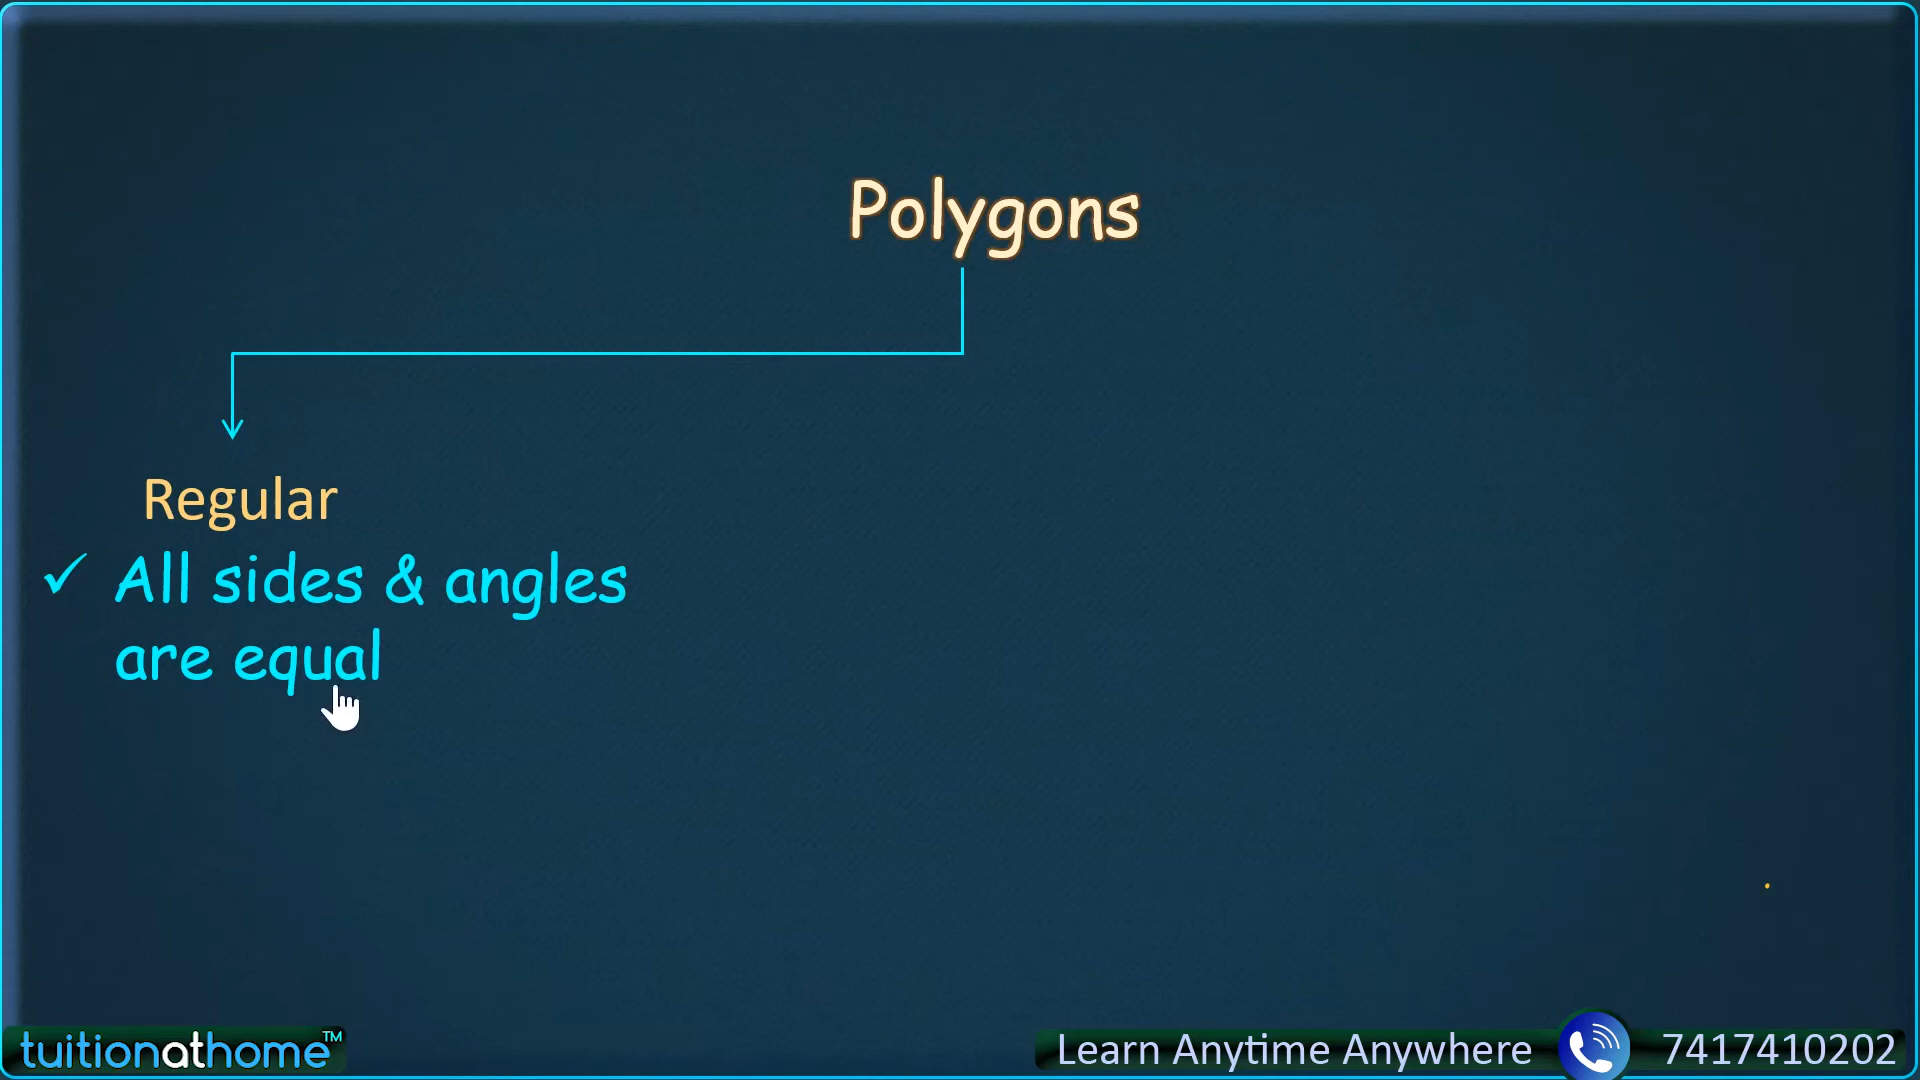 Polygons
Regular
✓ All sides & angles
are equal
tuitionathome™
Learn Anytime Anywhere 7417410202